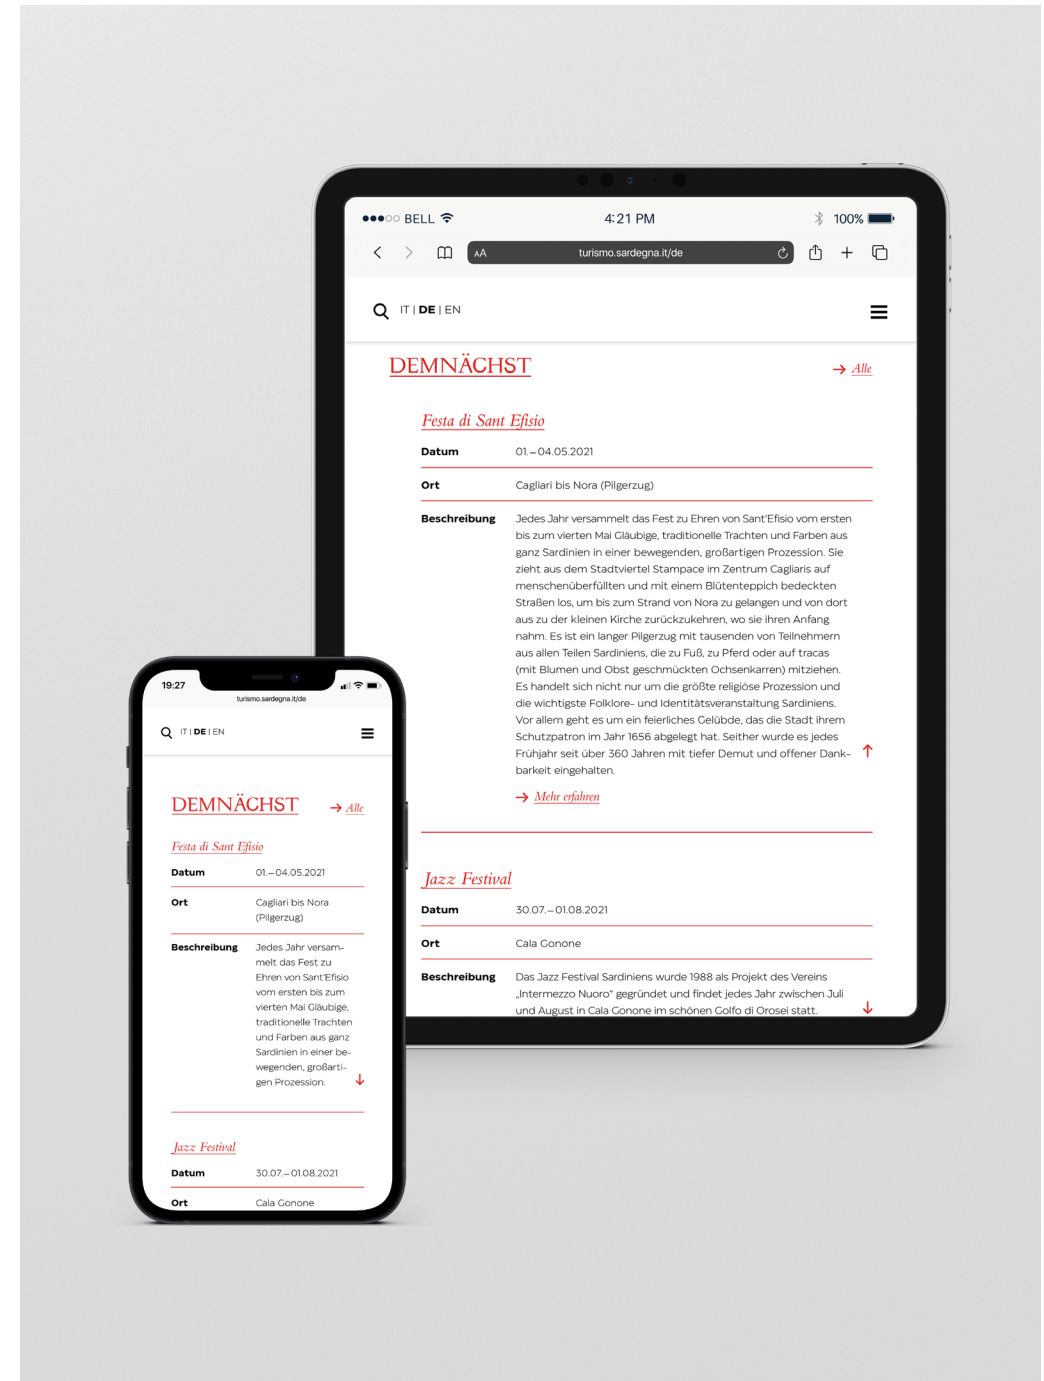 BELL
4:21 PM
100%
AA
turismo.sardegna.it/de
IT | DE | EN
DEMNÄCHST
→ Alle
Festa di Sant Efisio
Datum 01.–04.05.2021
Ort Cagliari bis Nora (Pilgerzug)
Beschreibung Jedes Jahr versammelt das Fest zu Ehren von Sant'Efisio vom ersten
bis zum vierten Mai Gläubige, traditionelle Trachten und Farben aus
ganz Sardinien in einer bewegenden, großartigen Prozession. Sie
zieht aus dem Stadtviertel Stampace im Zentrum Cagliaris auf
menschenüberfüllten und mit einem Blütenteppich bedeckten
Straßen los, um bis zum Strand von Nora zu gelangen und von dort
aus zu der kleinen Kirche zurückzukehren, wo sie ihren Anfang
nahm. Es ist ein langer Pilgerzug mit tausenden von Teilnehmern
aus allen Teilen Sardiniens, die zu Fuß, zu Pferd oder auf tracas
(mit Blumen und Obst geschmückten Ochsenkarren) mitziehen.
Es handelt sich nicht nur um die größte religiöse Prozession und
die wichtigste Folklore- und Identitätsveranstaltung Sardiniens.
Vor allem geht es um ein feierliches Gelübde, das die Stadt ihrem
Schutzpatron im Jahr 1656 abgelegt hat. Seither wurde es jedes
Frühjahr seit über 360 Jahren mit tiefer Demut und offener Dank-
barkeit eingehalten.
→ Mehr erfahren
Jazz Festival
Datum 30.07.–01.08.2021
Ort Cala Gonone
Beschreibung Das Jazz Festival Sardiniens wurde 1988 als Projekt des Vereins
„Intermezzo Nuoro“ gegründet und findet jedes Jahr zwischen Juli
und August in Cala Gonone im schönen Golfo di Orosei statt.
19:27
turismo.sardegna.it/de
IT | DE | EN
DEMNÄCHST
→ Alle
Festa di Sant Efisio
Datum 01.–04.05.2021
Ort Cagliari bis Nora
(Pilgerzug)
Beschreibung Jedes Jahr versam-
melt das Fest zu
Ehren von Sant'Efisio
vom ersten bis zum
vierten Mai Gläubige,
traditionelle Trachten
und Farben aus ganz
Sardinien in einer be-
wegenden, großarti-
gen Prozession.
Jazz Festival
Datum 30.07.–01.08.2021
Ort Cala Gonone